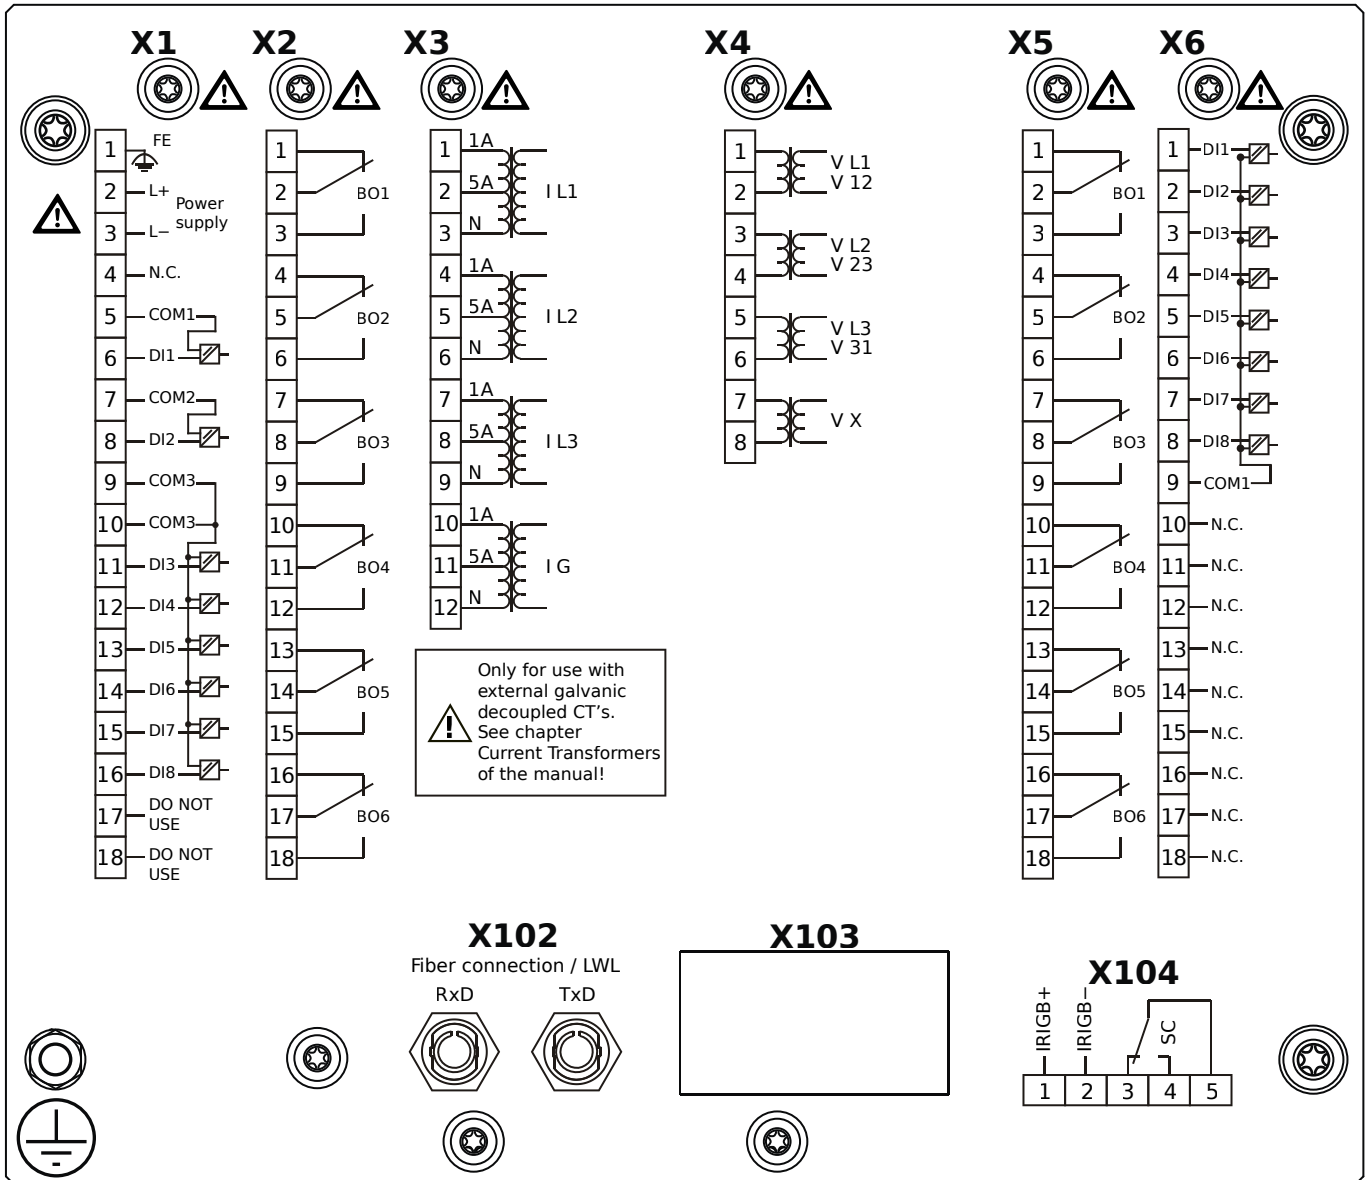 X1 X2 X3 X4 X5 X6
1 FE
2 L+
Power
supply
3 L−
4 N.C.
5 COM1
6 DI1
7 COM2
8 DI2
9 COM3
10 COM3
11 DI3
12 DI4
13 DI5
14 DI6
15 DI7
16 DI8
17 DO NOT
USE
18 DO NOT
USE
1
2 BO1
3
4
5 BO2
6
7
8 BO3
9
10
11 BO4
12
13
14 BO5
15
16
17 BO6
18
1 1A
2 5A I L1
3 N
4 1A
5 5A I L2
6 N
7 1A
8 5A I L3
9 N
10 1A
11 5A I G
12 N
Only for use with
external galvanic
decoupled CT's.
See chapter
Current Transformers
of the manual!
1 V L1
2 V 12
3 V L2
4 V 23
5 V L3
6 V 31
7 V X
8
1
2 BO1
3
4
5 BO2
6
7
8 BO3
9
10
11 BO4
12
13
14 BO5
15
16
17 BO6
18
1 DI1
2 DI2
3 DI3
4 DI4
5 DI5
6 DI6
7 DI7
8 DI8
9 COM1
10 N.C.
11 N.C.
12 N.C.
13 N.C.
14 N.C.
15 N.C.
16 N.C.
17 N.C.
18 N.C.
X102
Fiber connection / LWL
RxD TxD
X103
X104
IRIGB+
IRIGB−
SC
1 2 3 4 5